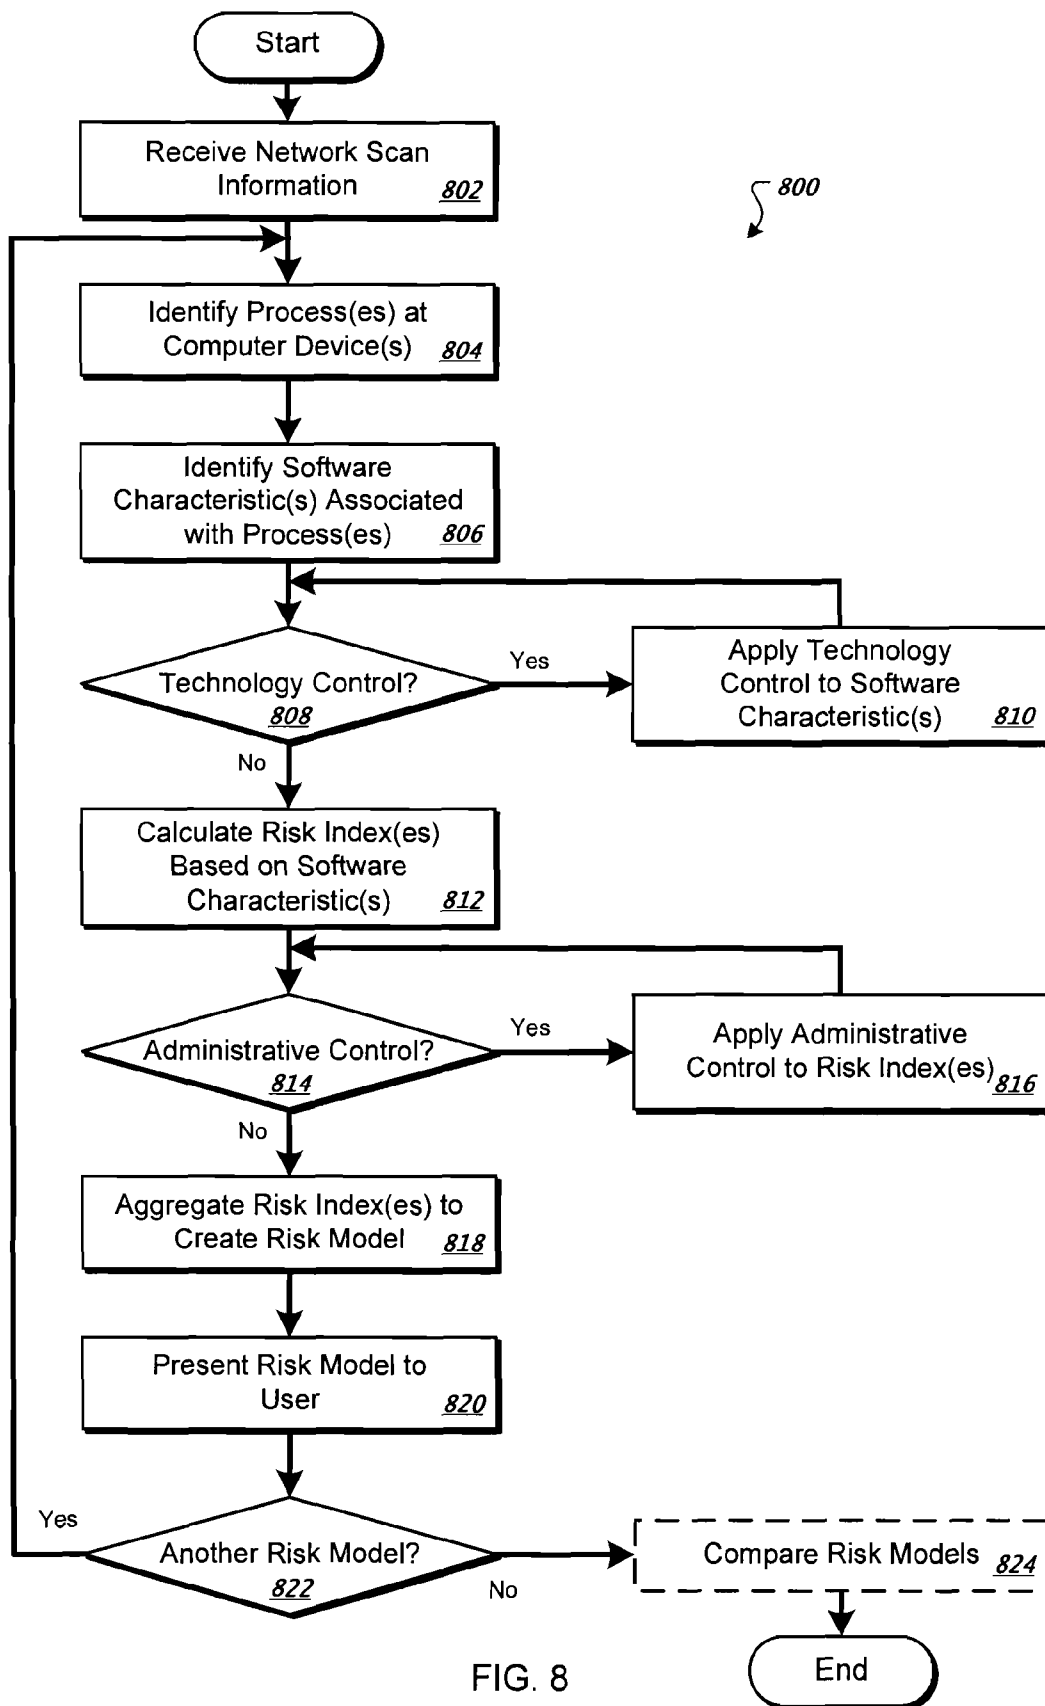 Start
Receive Network Scan
Information 802
800
Identify Process(es) at
Computer Device(s) 804
Identify Software
Characteristic(s) Associated
with Process(es) 806
Technology Control?
808
Yes
No
Apply Technology
Control to Software
Characteristic(s) 810
Calculate Risk Index(es)
Based on Software
Characteristic(s) 812
Administrative Control?
814
Yes
No
Apply Administrative
Control to Risk Index(es) 816
Aggregate Risk Index(es) to
Create Risk Model 818
Present Risk Model to
User 820
Another Risk Model?
822
Yes
No
Compare Risk Models 824
End
FIG. 8